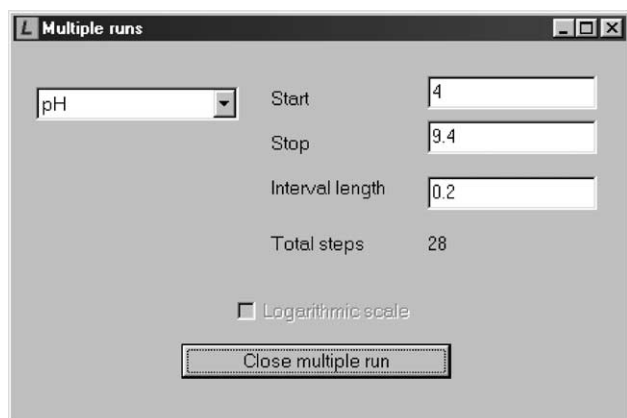 L Multiple runs
pH
Start 4
Stop 9.4
Interval length 0.2
Total steps 28
Logarithmic scale
Close multiple run